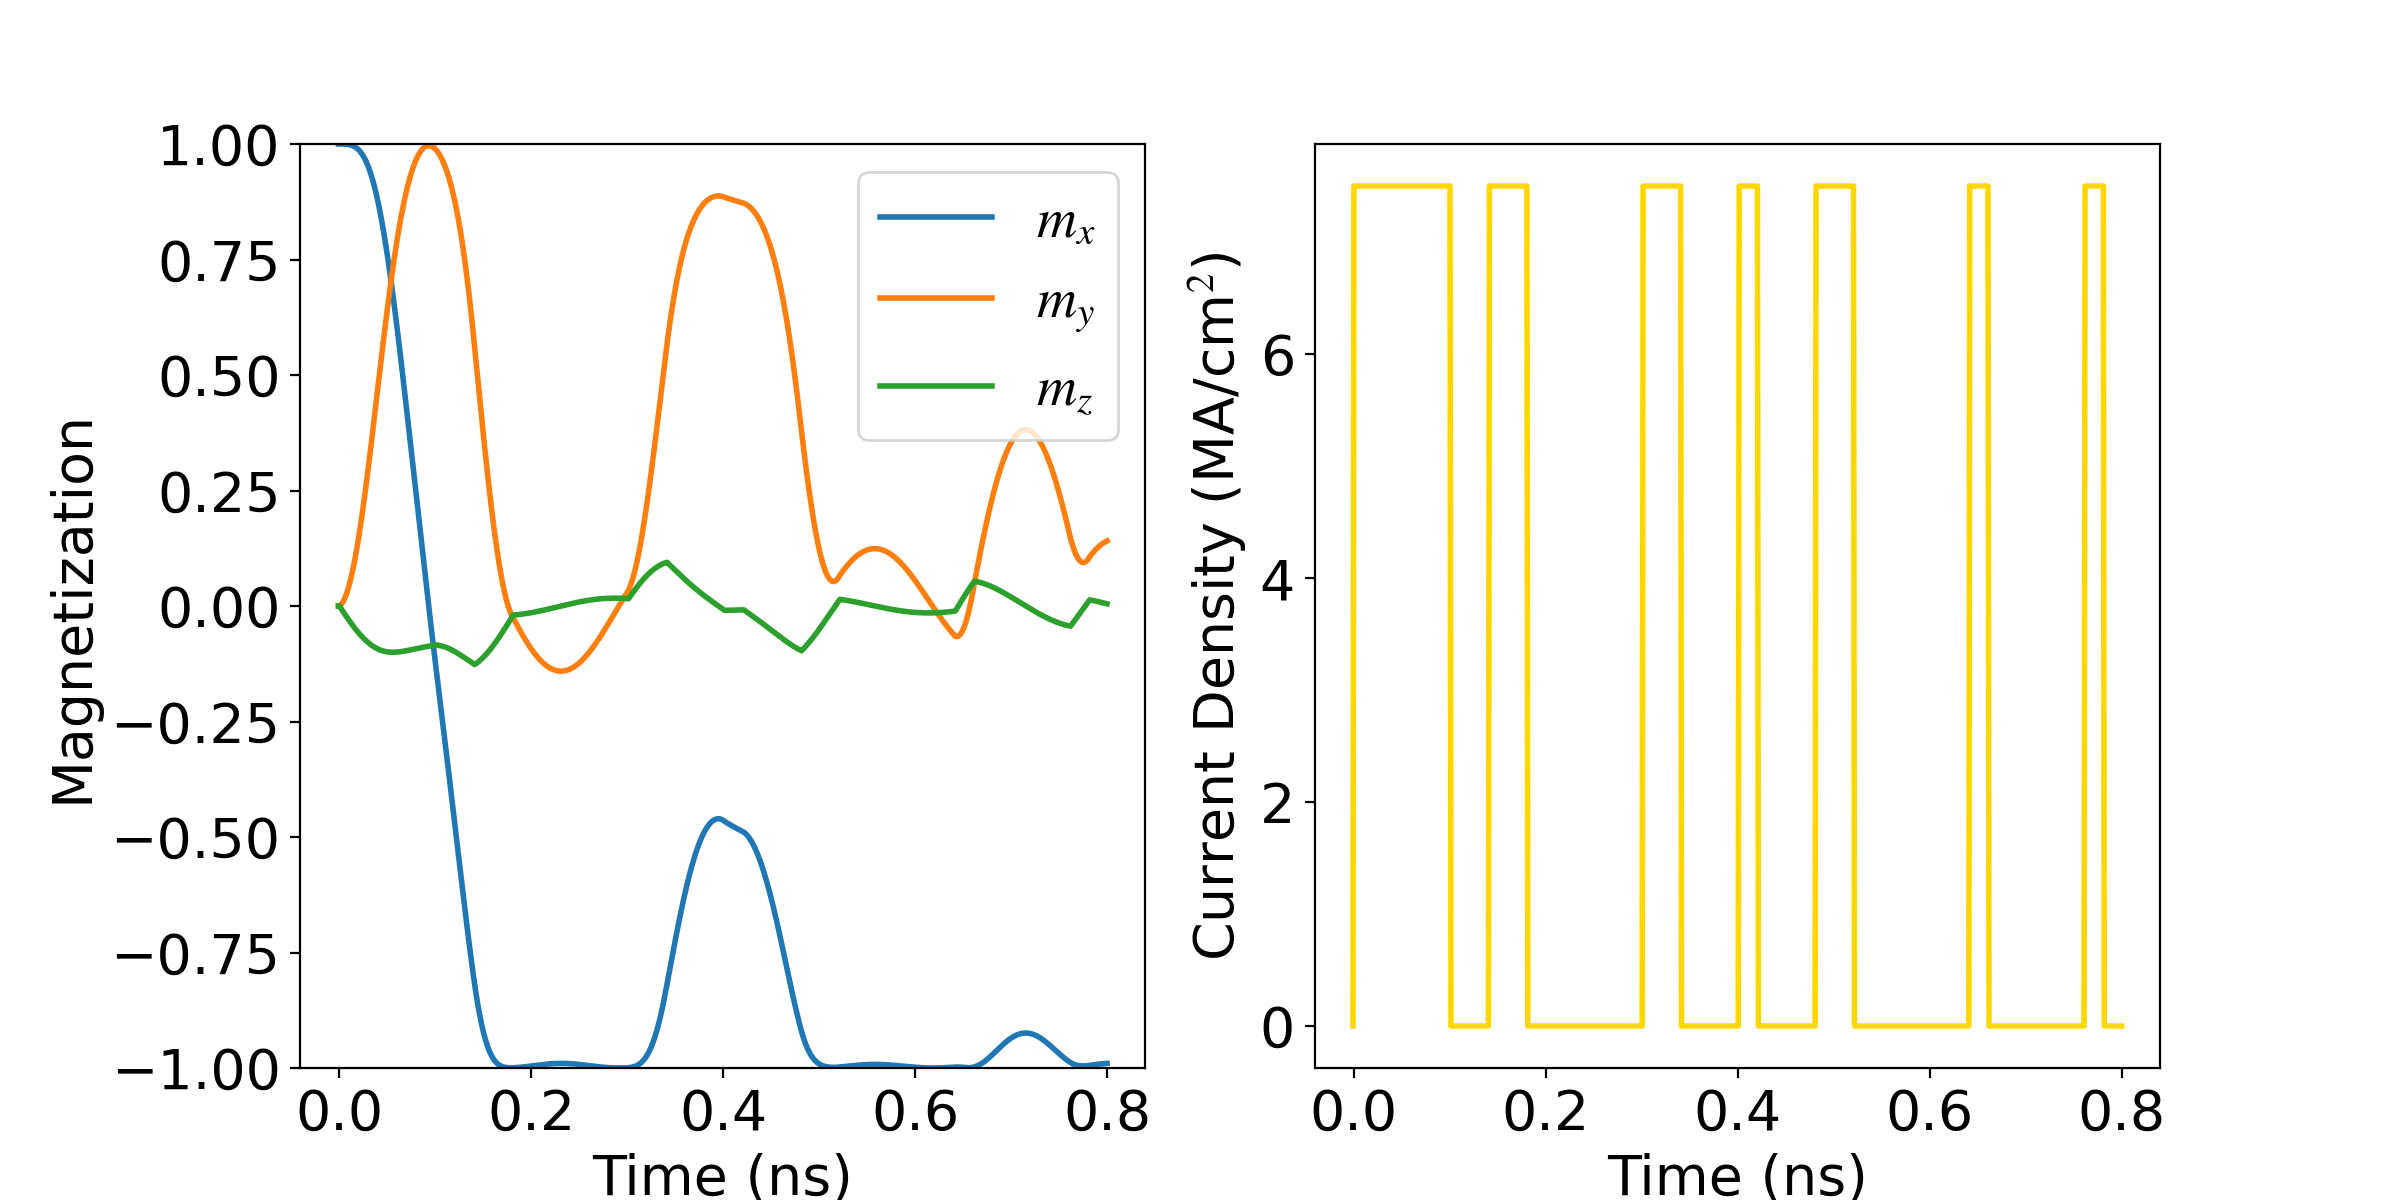 1.00
0.75
0.50
0.25
0.00
−0.25
−0.50
−0.75
−1.00
Magnetization
0.0 0.2 0.4 0.6 0.8
Time (ns)
m_x
m_y
m_z
6
4
2
0
Current Density (MA/cm²)
0.0 0.2 0.4 0.6 0.8
Time (ns)